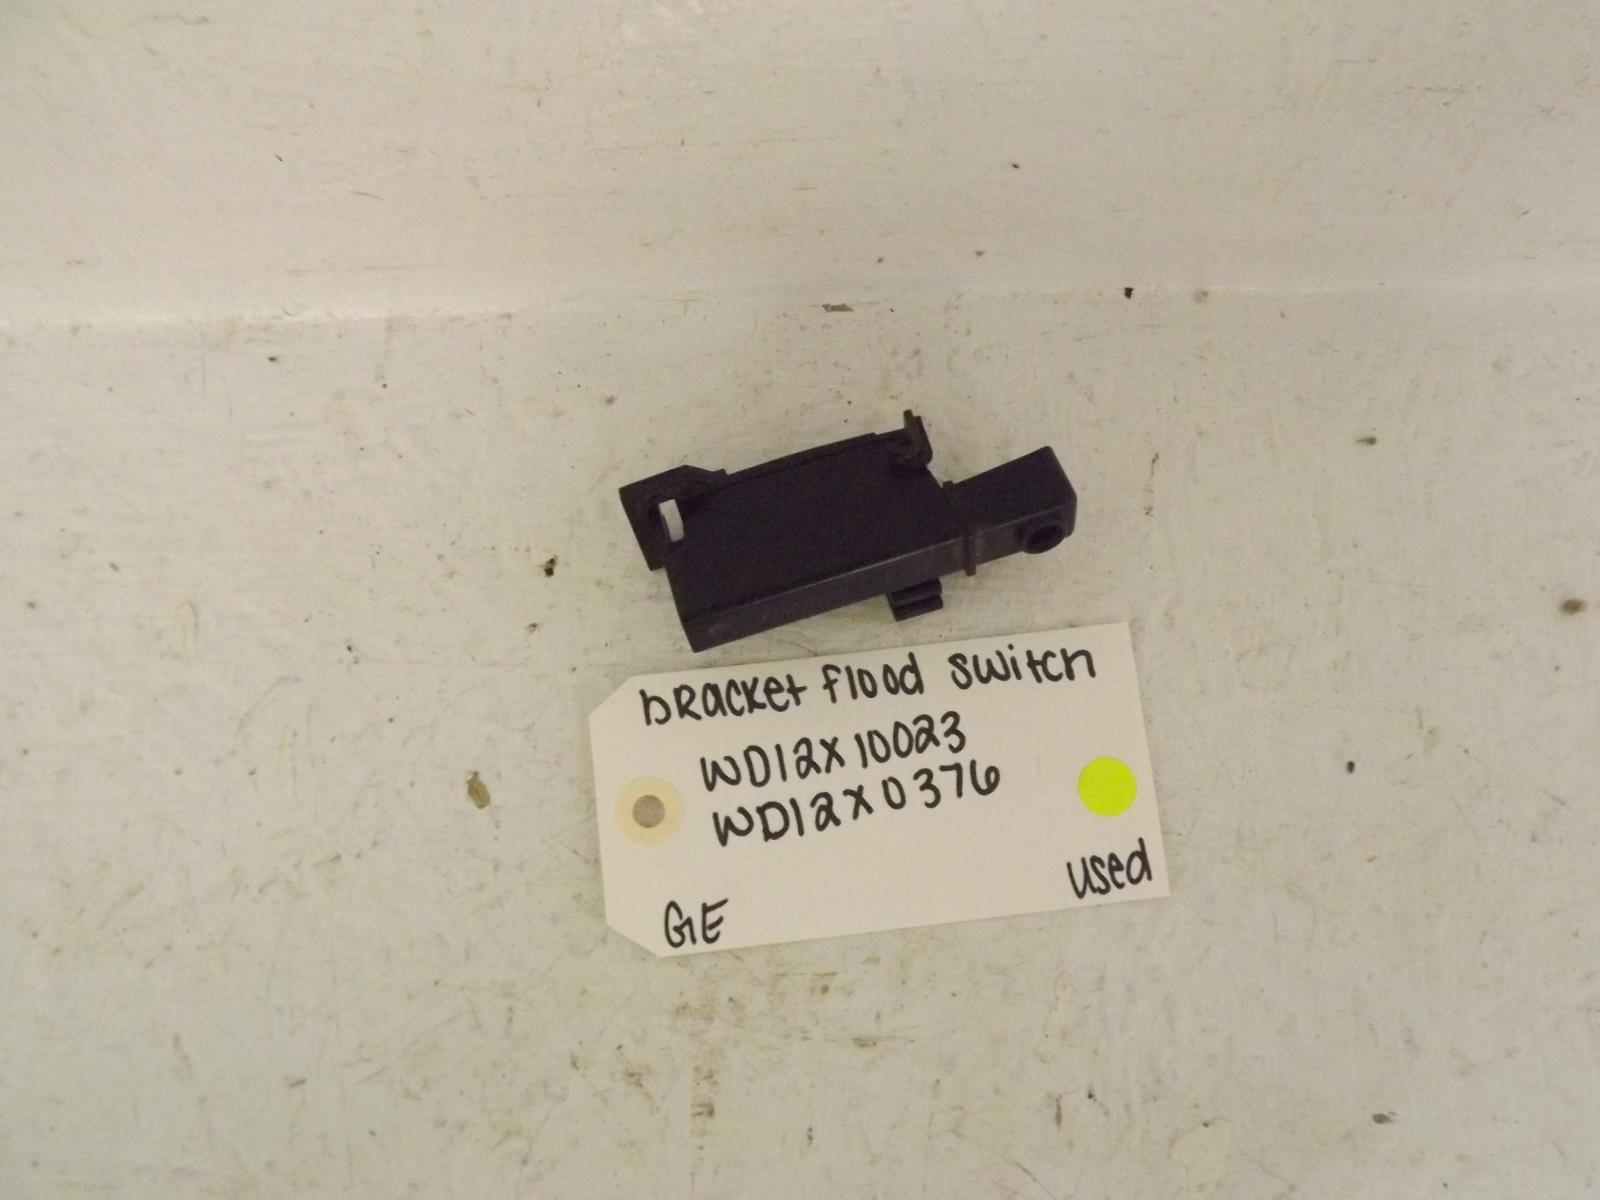 bracket flood switch
WD12X10023
WD12X0376
used
GE